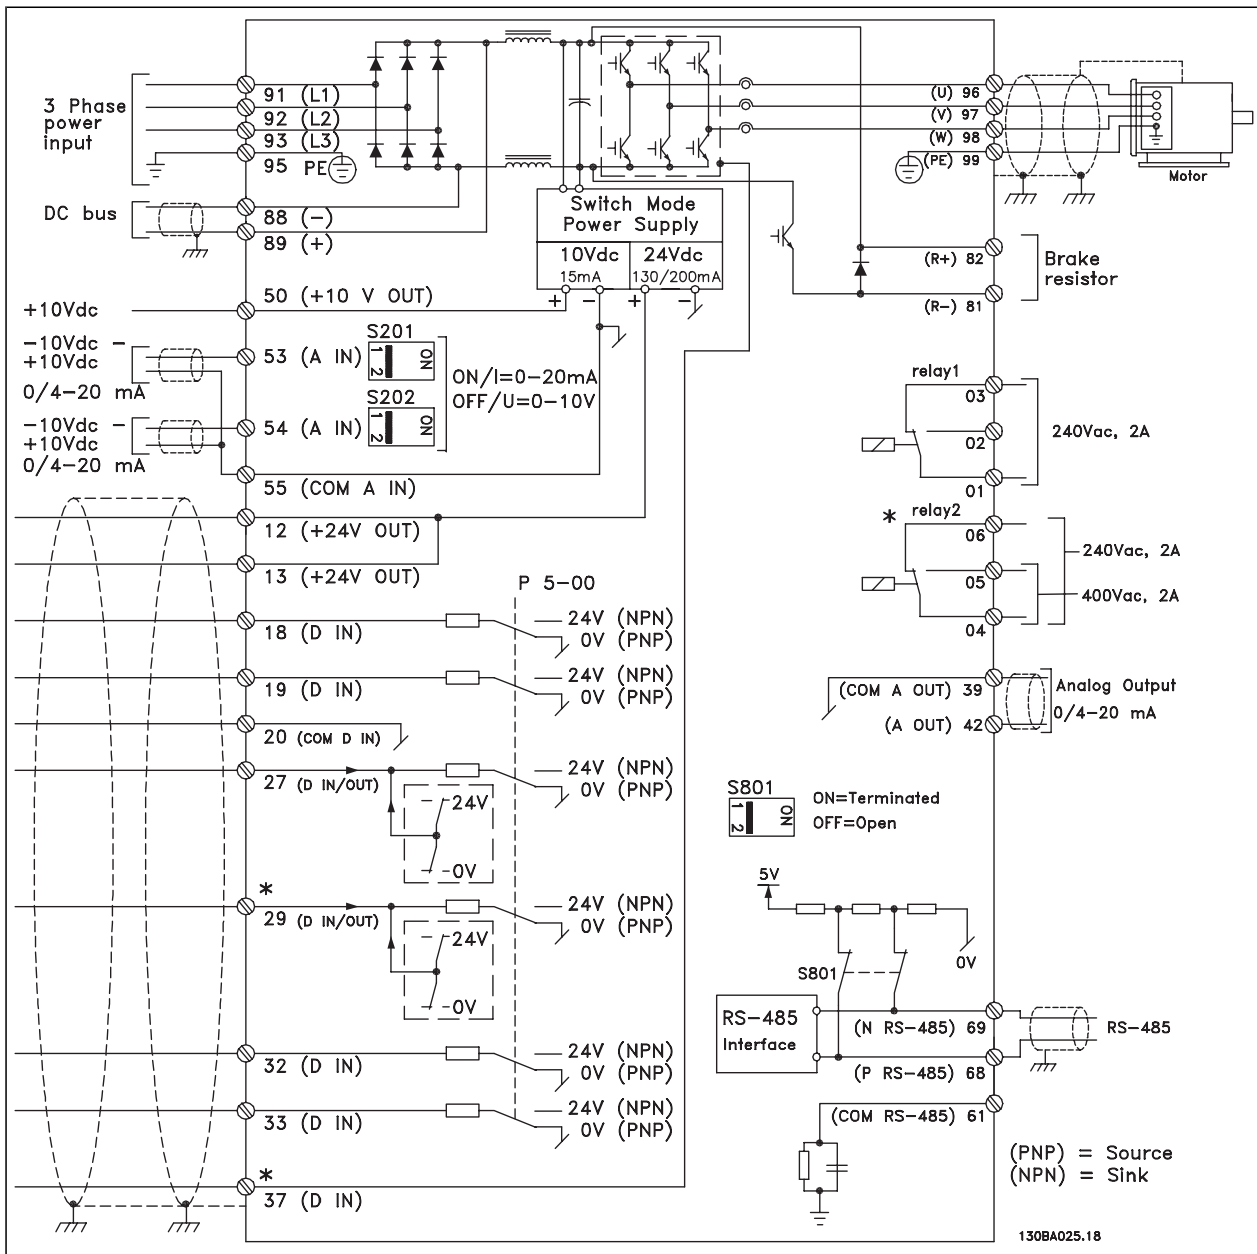 3 Phase
power
input
91 (L1)
92 (L2)
93 (L3)
95 PE
DC bus
88 (−)
89 (+)
Switch Mode
Power Supply
10Vdc
15mA
24Vdc
130/200mA
+ − + −
(U) 96
(V) 97
(W) 98
(PE) 99
Motor
(R+) 82
(R−) 81
Brake
resistor
+10Vdc
50 (+10 V OUT)
−10Vdc −
+10Vdc
0/4−20 mA
53 (A IN)
S201
1 2
ON
−10Vdc −
+10Vdc
0/4−20 mA
54 (A IN)
S202
1 2
ON
ON/I=0−20mA
OFF/U=0−10V
55 (COM A IN)
12 (+24V OUT)
13 (+24V OUT)
P 5-00
18 (D IN)
24V (NPN)
0V (PNP)
19 (D IN)
24V (NPN)
0V (PNP)
20 (COM D IN)
27 (D IN/OUT)
24V (NPN)
0V (PNP)
24V
0V
*
29 (D IN/OUT)
24V (NPN)
0V (PNP)
24V
0V
32 (D IN)
24V (NPN)
0V (PNP)
33 (D IN)
24V (NPN)
0V (PNP)
*
37 (D IN)
relay1
03
02
01
240Vac, 2A
* relay2
06
05
04
240Vac, 2A
400Vac, 2A
(COM A OUT) 39
(A OUT) 42
Analog Output
0/4−20 mA
S801
1 2
ON
ON=Terminated
OFF=Open
5V
S801
0V
RS−485
Interface
(N RS−485) 69
(P RS−485) 68
RS−485
(COM RS−485) 61
(PNP) = Source
(NPN) = Sink
130BA025.18